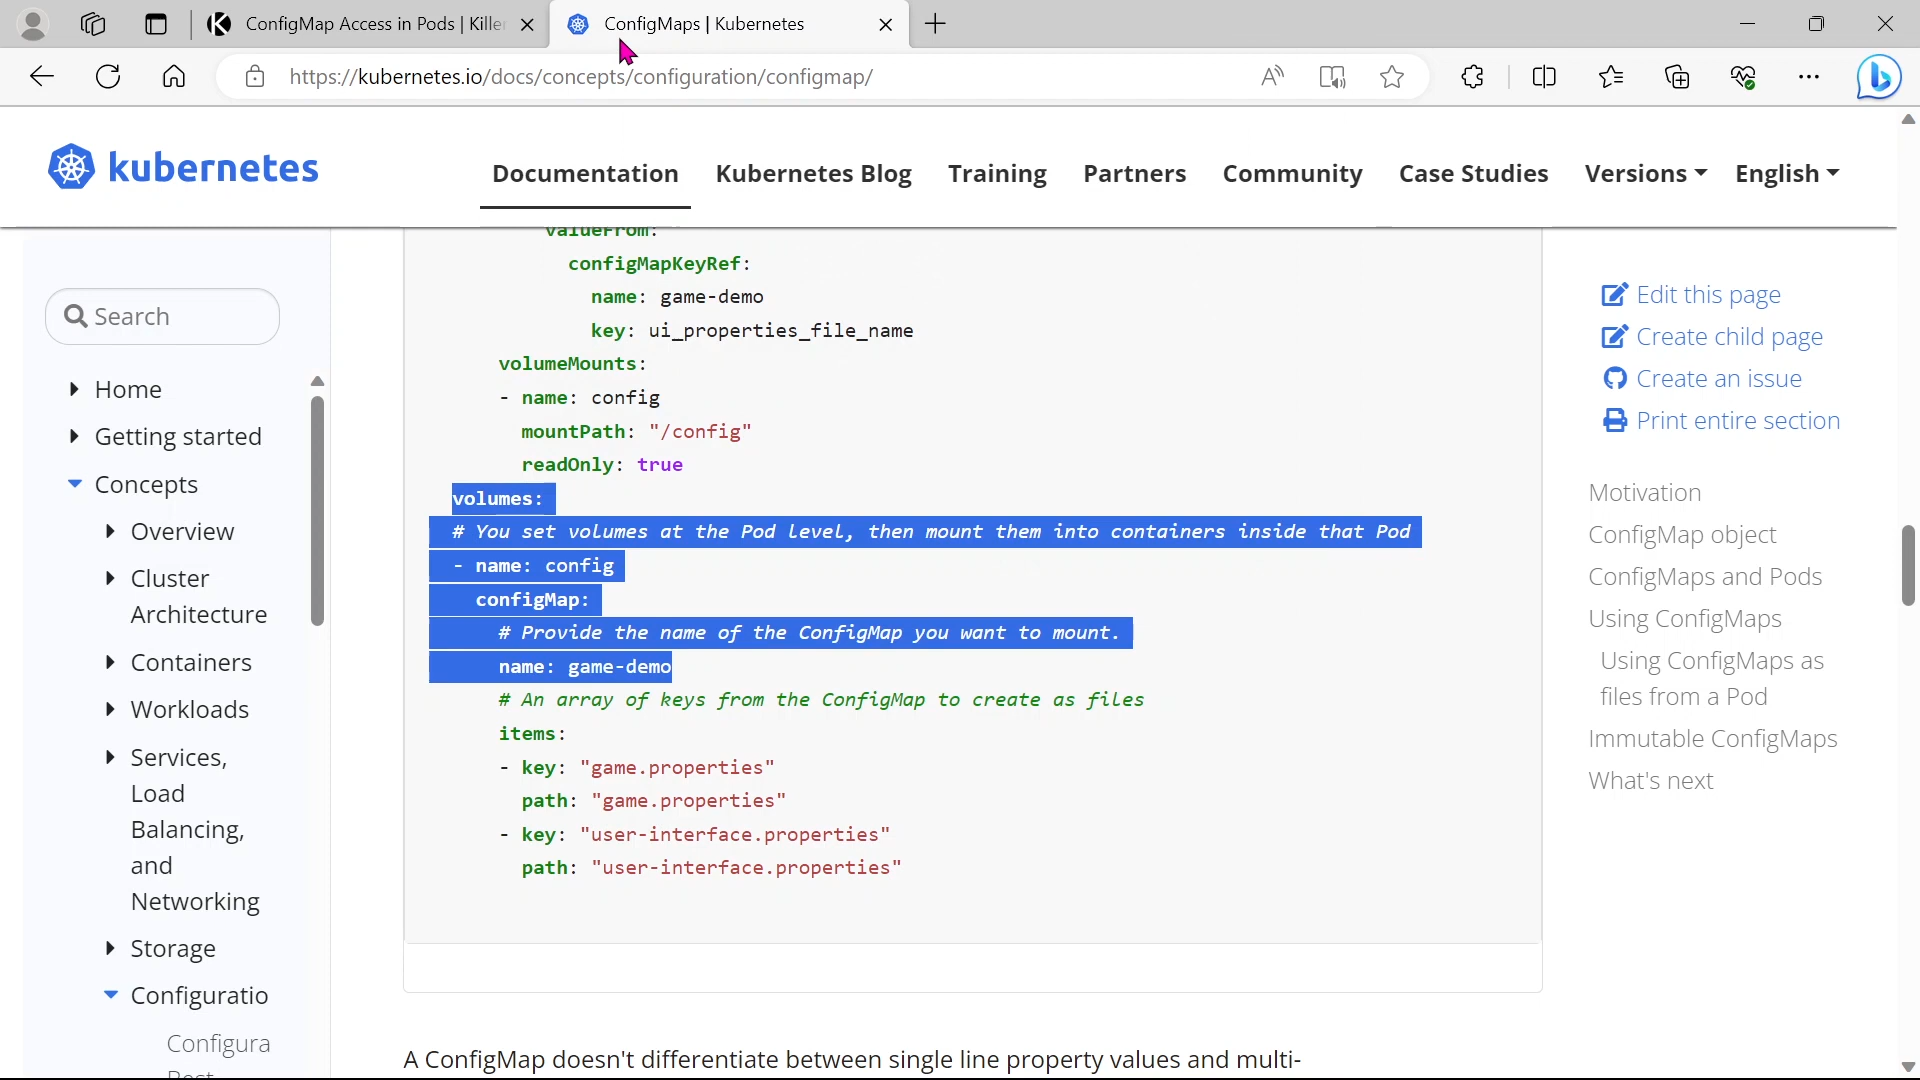 ConfigMap Access in Pods | Killer
ConfigMaps | Kubernetes
https://kubernetes.io/docs/concepts/configuration/configmap/
kubernetes
Documentation
Kubernetes Blog
Training
Partners
Community
Case Studies
Versions
English
Search
Home
Getting started
Concepts
Overview
Cluster
Architecture
Containers
Workloads
Services,
Load
Balancing,
and
Networking
Storage
Configuratio
Configura
valueFrom:
configMapKeyRef:
name: game-demo
key: ui_properties_file_name
volumeMounts:
- name: config
mountPath: "/config"
readOnly: true
volumes:
# You set volumes at the Pod level, then mount them into containers inside that Pod
- name: config
configMap:
# Provide the name of the ConfigMap you want to mount.
name: game-demo
# An array of keys from the ConfigMap to create as files
items:
- key: "game.properties"
path: "game.properties"
- key: "user-interface.properties"
path: "user-interface.properties"
A ConfigMap doesn't differentiate between single line property values and multi-
Edit this page
Create child page
Create an issue
Print entire section
Motivation
ConfigMap object
ConfigMaps and Pods
Using ConfigMaps
Using ConfigMaps as
files from a Pod
Immutable ConfigMaps
What's next